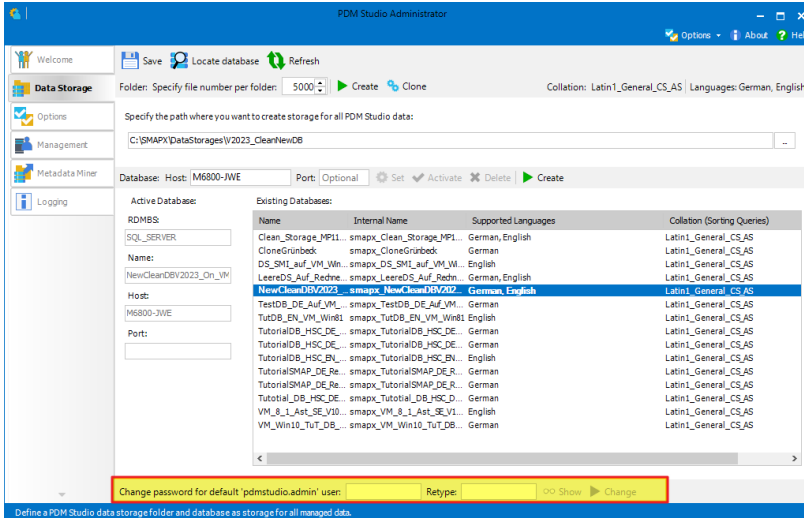 PDM Studio Administrator
Options About ? Hel
Welcome
Data Storage
Options
Management
Metadata Miner
Logging
Save Locate database Refresh
Folder: Specify file number per folder: 5000 Create Clone Collation: Latin1_General_CS_AS Languages: German, English
Specify the path where you want to create storage for all PDM Studio data:
C:\SMAPX\DataStorages\V2023_CleanNewDB
..
Database: Host: M6800-JWE Port: Optional Set Activate Delete Create
Active Database:
RDMBS:
SQL_SERVER
Name:
NewCleanDBV2023_On_VM
Host:
M6800-JWE
Port:
Existing Databases:
Name Internal Name Supported Languages Collation (Sorting Queries)
Clean_Storage_MP11... smapx_Clean_Storage_MP1... German, English Latin1_General_CS_AS
CloneGrünbeck smapx_CloneGrünbeck German Latin1_General_CS_AS
DS_SMI_auf_VM_Win... smapx_DS_SMI_auf_VM_Wi... English Latin1_General_CS_AS
LeereDS_Auf_Rechne... smapx_LeereDS_Auf_Rechn... German, English Latin1_General_CS_AS
NewCleanDBV2023_... smapx_NewCleanDBV202... German, English Latin1_General_CS_AS
TestDB_DE_Auf_VM_... smapx_TestDB_DE_Auf_VM... German Latin1_General_CS_AS
TutDB_EN_VM_Win81 smapx_TutDB_EN_VM_Win81 English Latin1_General_CS_AS
TutorialDB_HSC_DE_... smapx_TutorialDB_HSC_DE... German Latin1_General_CS_AS
TutorialDB_HSC_DE_... smapx_TutorialDB_HSC_DE... German Latin1_General_CS_AS
TutorialDB_HSC_EN_... smapx_TutorialDB_HSC_EN... English Latin1_General_CS_AS
TutorialSMAP_DE_Re... smapx_TutorialSMAP_DE_R... German Latin1_General_CS_AS
TutorialSMAP_DE_Re... smapx_TutorialSMAP_DE_R... German Latin1_General_CS_AS
Tutotial_DB_HSC_DE... smapx_Tutotial_DB_HSC_D... German Latin1_General_CS_AS
VM_8_1_Ast_SE_V10... smapx_VM_8_1_Ast_SE_V1... English Latin1_General_CS_AS
VM_Win10_TuT_DB_... smapx_VM_Win10_TuT_DB... German Latin1_General_CS_AS
Change password for default 'pdmstudio.admin' user: Retype: Show Change
Define a PDM Studio data storage folder and database as storage for all managed data.